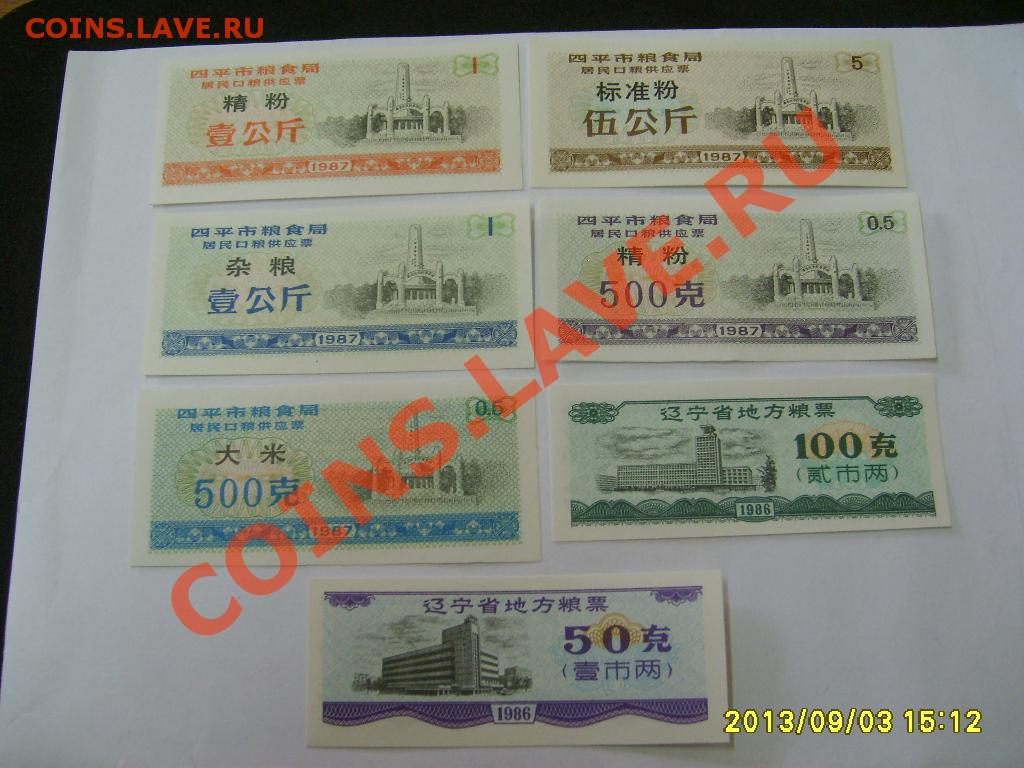 COINS.LAVE.RU
四平市粮食局
居民口粮供应票
1
精粉
壹公斤
1987
四平市粮食局
居民口粮供应票
5
标准粉
伍公斤
1987
四平市粮食局
居民口粮供应票
1
杂粮
壹公斤
1987
四平市粮食局
居民口粮供应票
0.5
精粉
500克
1987
四平市粮食局
居民口粮供应票
0.5
大米
500克
1987
辽宁省地方粮票
100克
(贰市两)
1986
辽宁省地方粮票
50克
(壹市两)
1986
COINS.LAVE.RU
2013/09/03 15:12